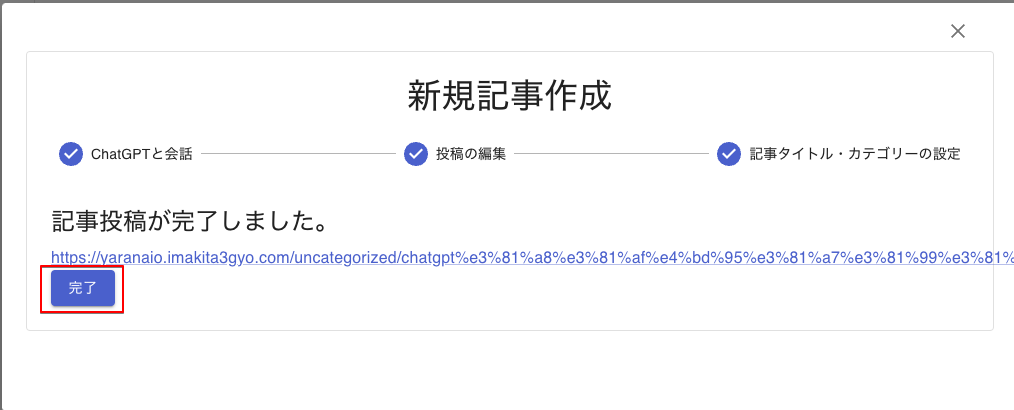 新規記事作成
ChatGPTと会話
投稿の編集
記事タイトル・カテゴリーの設定
記事投稿が完了しました。
https://yaranaio.imakita3gyo.com/uncategorized/chatgpt%e3%81%a8%e3%81%af%e4%bd%95%e3%81%a7%e3%81%99%e3%81%
完了